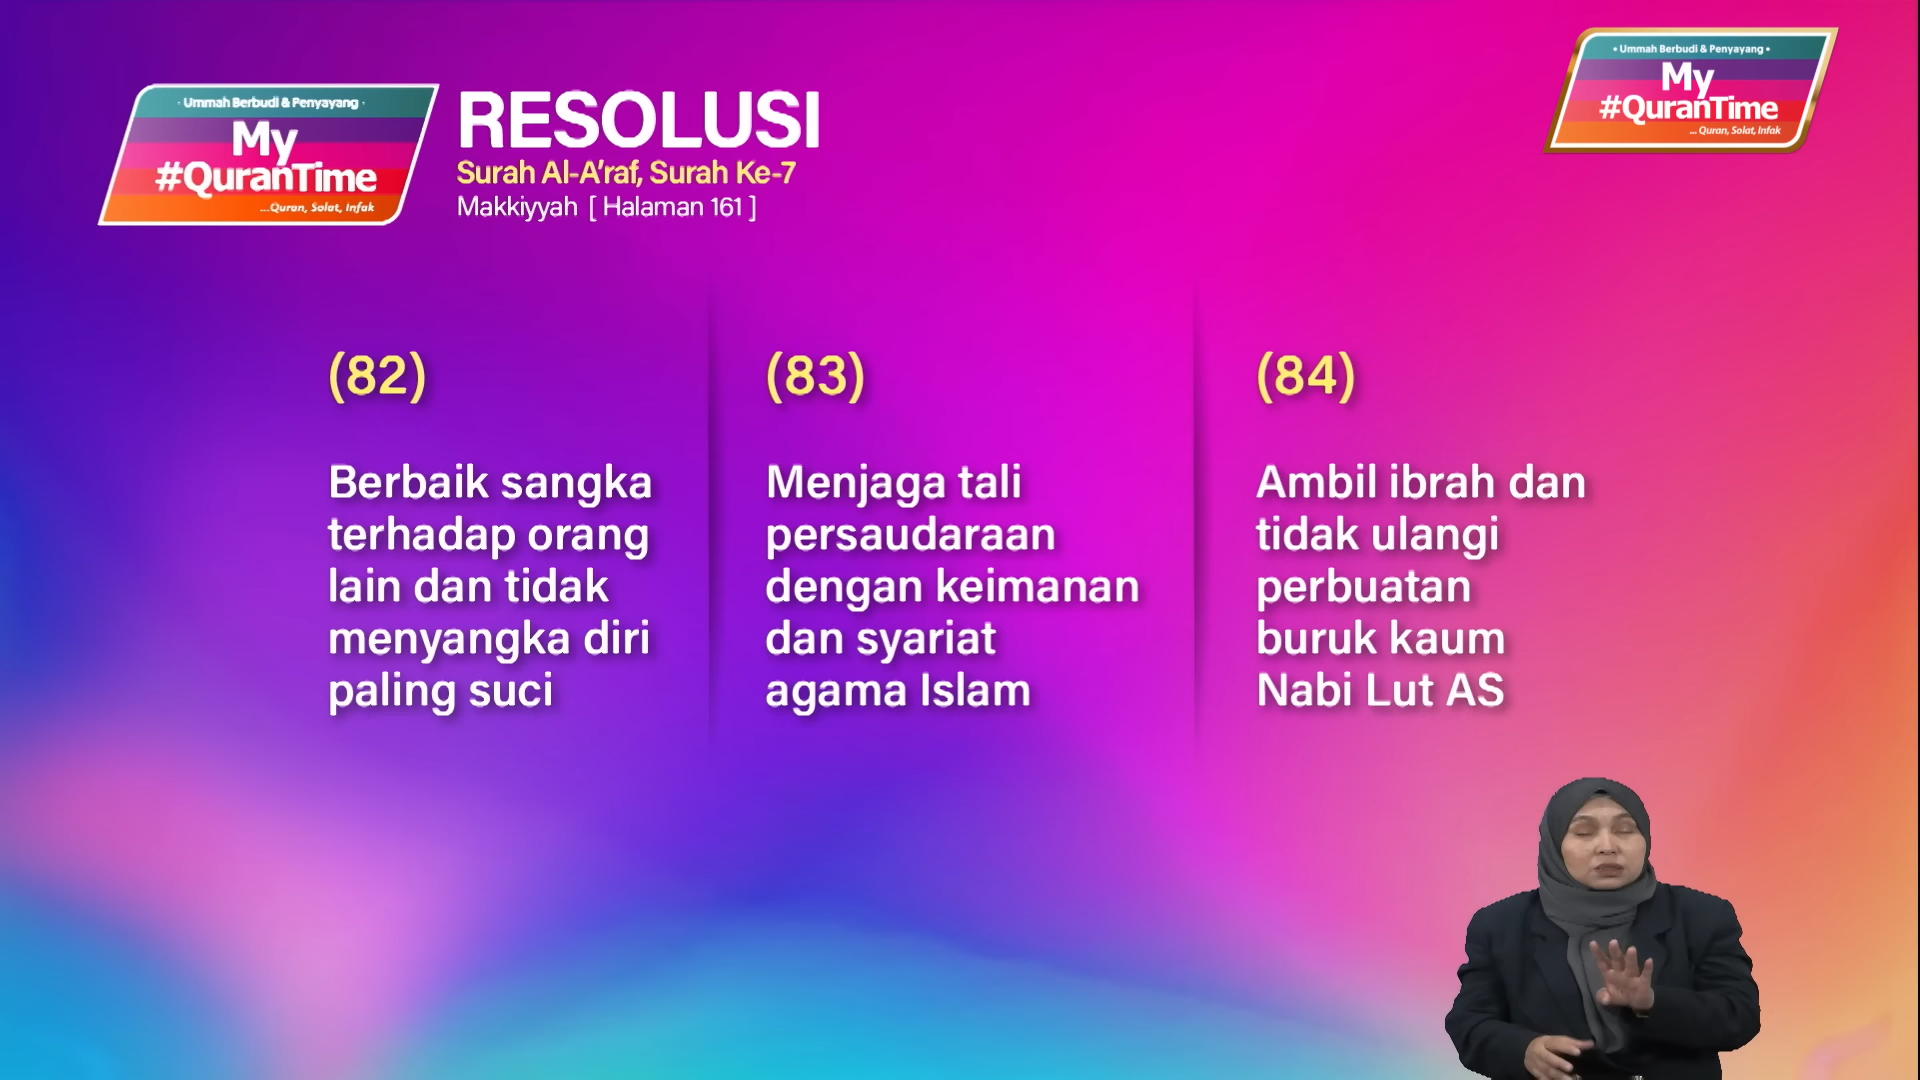 · Ummah Berbudi & Penyayang ·
My
#QuranTime
...Quran, Solat, Infak
RESOLUSI
Surah Al-A’raf, Surah Ke-7
Makkiyyah [ Halaman 161 ]
• Ummah Berbudi & Penyayang •
My
#QuranTime
... Quran, Solat, Infak
(82)
Berbaik sangka
terhadap orang
lain dan tidak
menyangka diri
paling suci
(83)
Menjaga tali
persaudaraan
dengan keimanan
dan syariat
agama Islam
(84)
Ambil ibrah dan
tidak ulangi
perbuatan
buruk kaum
Nabi Lut AS